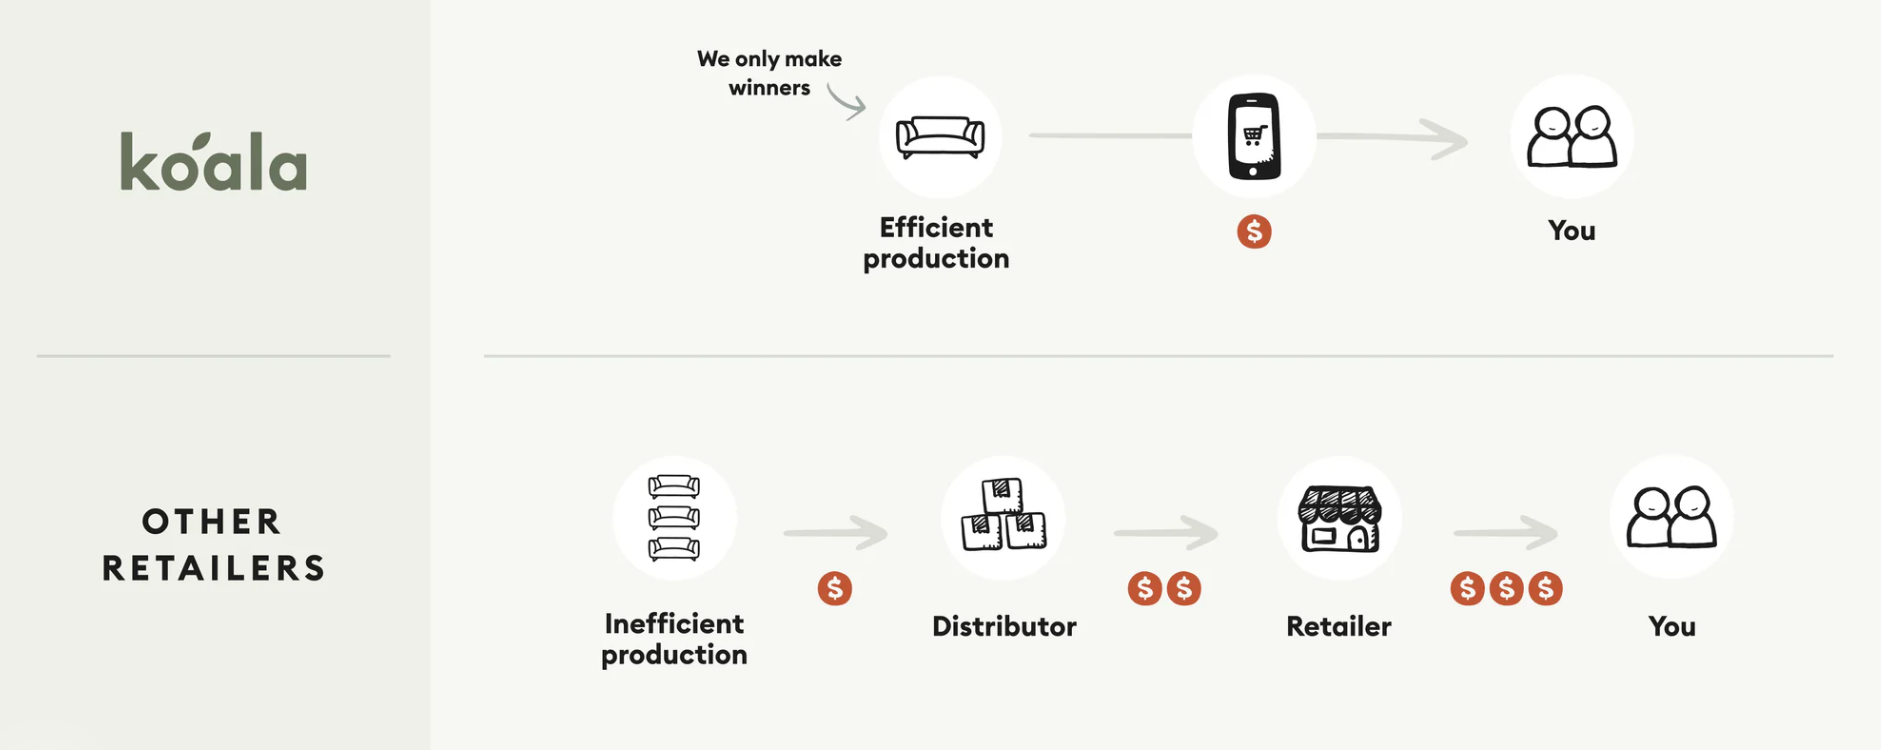 We only make
winners
koala
Efficient
production
$
You
OTHER
RETAILERS
$
$ $
$ $ $
Inefficient
production
Distributor
Retailer
You